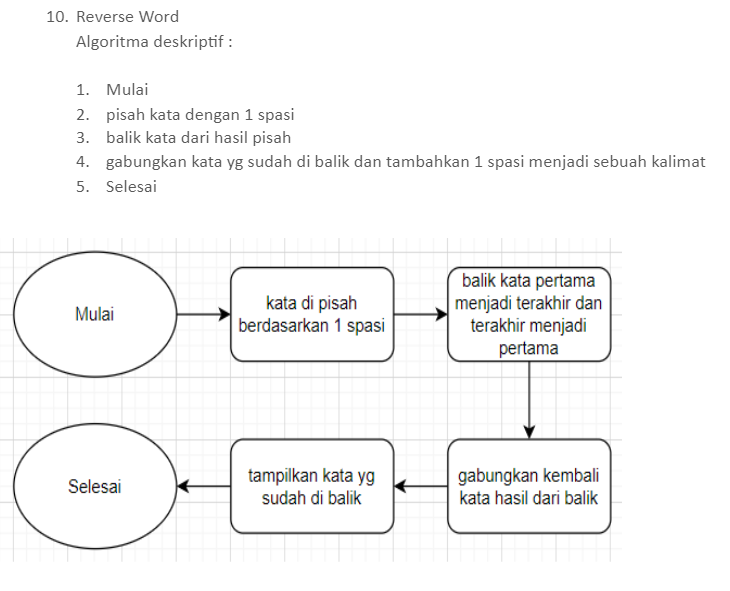 10. Reverse Word
Algoritma deskriptif :
1. Mulai
2. pisah kata dengan 1 spasi
3. balik kata dari hasil pisah
4. gabungkan kata yg sudah di balik dan tambahkan 1 spasi menjadi sebuah kalimat
5. Selesai
Mulai
kata di pisah
berdasarkan 1 spasi
balik kata pertama
menjadi terakhir dan
terakhir menjadi
pertama
gabungkan kembali
kata hasil dari balik
tampilkan kata yg
sudah di balik
Selesai